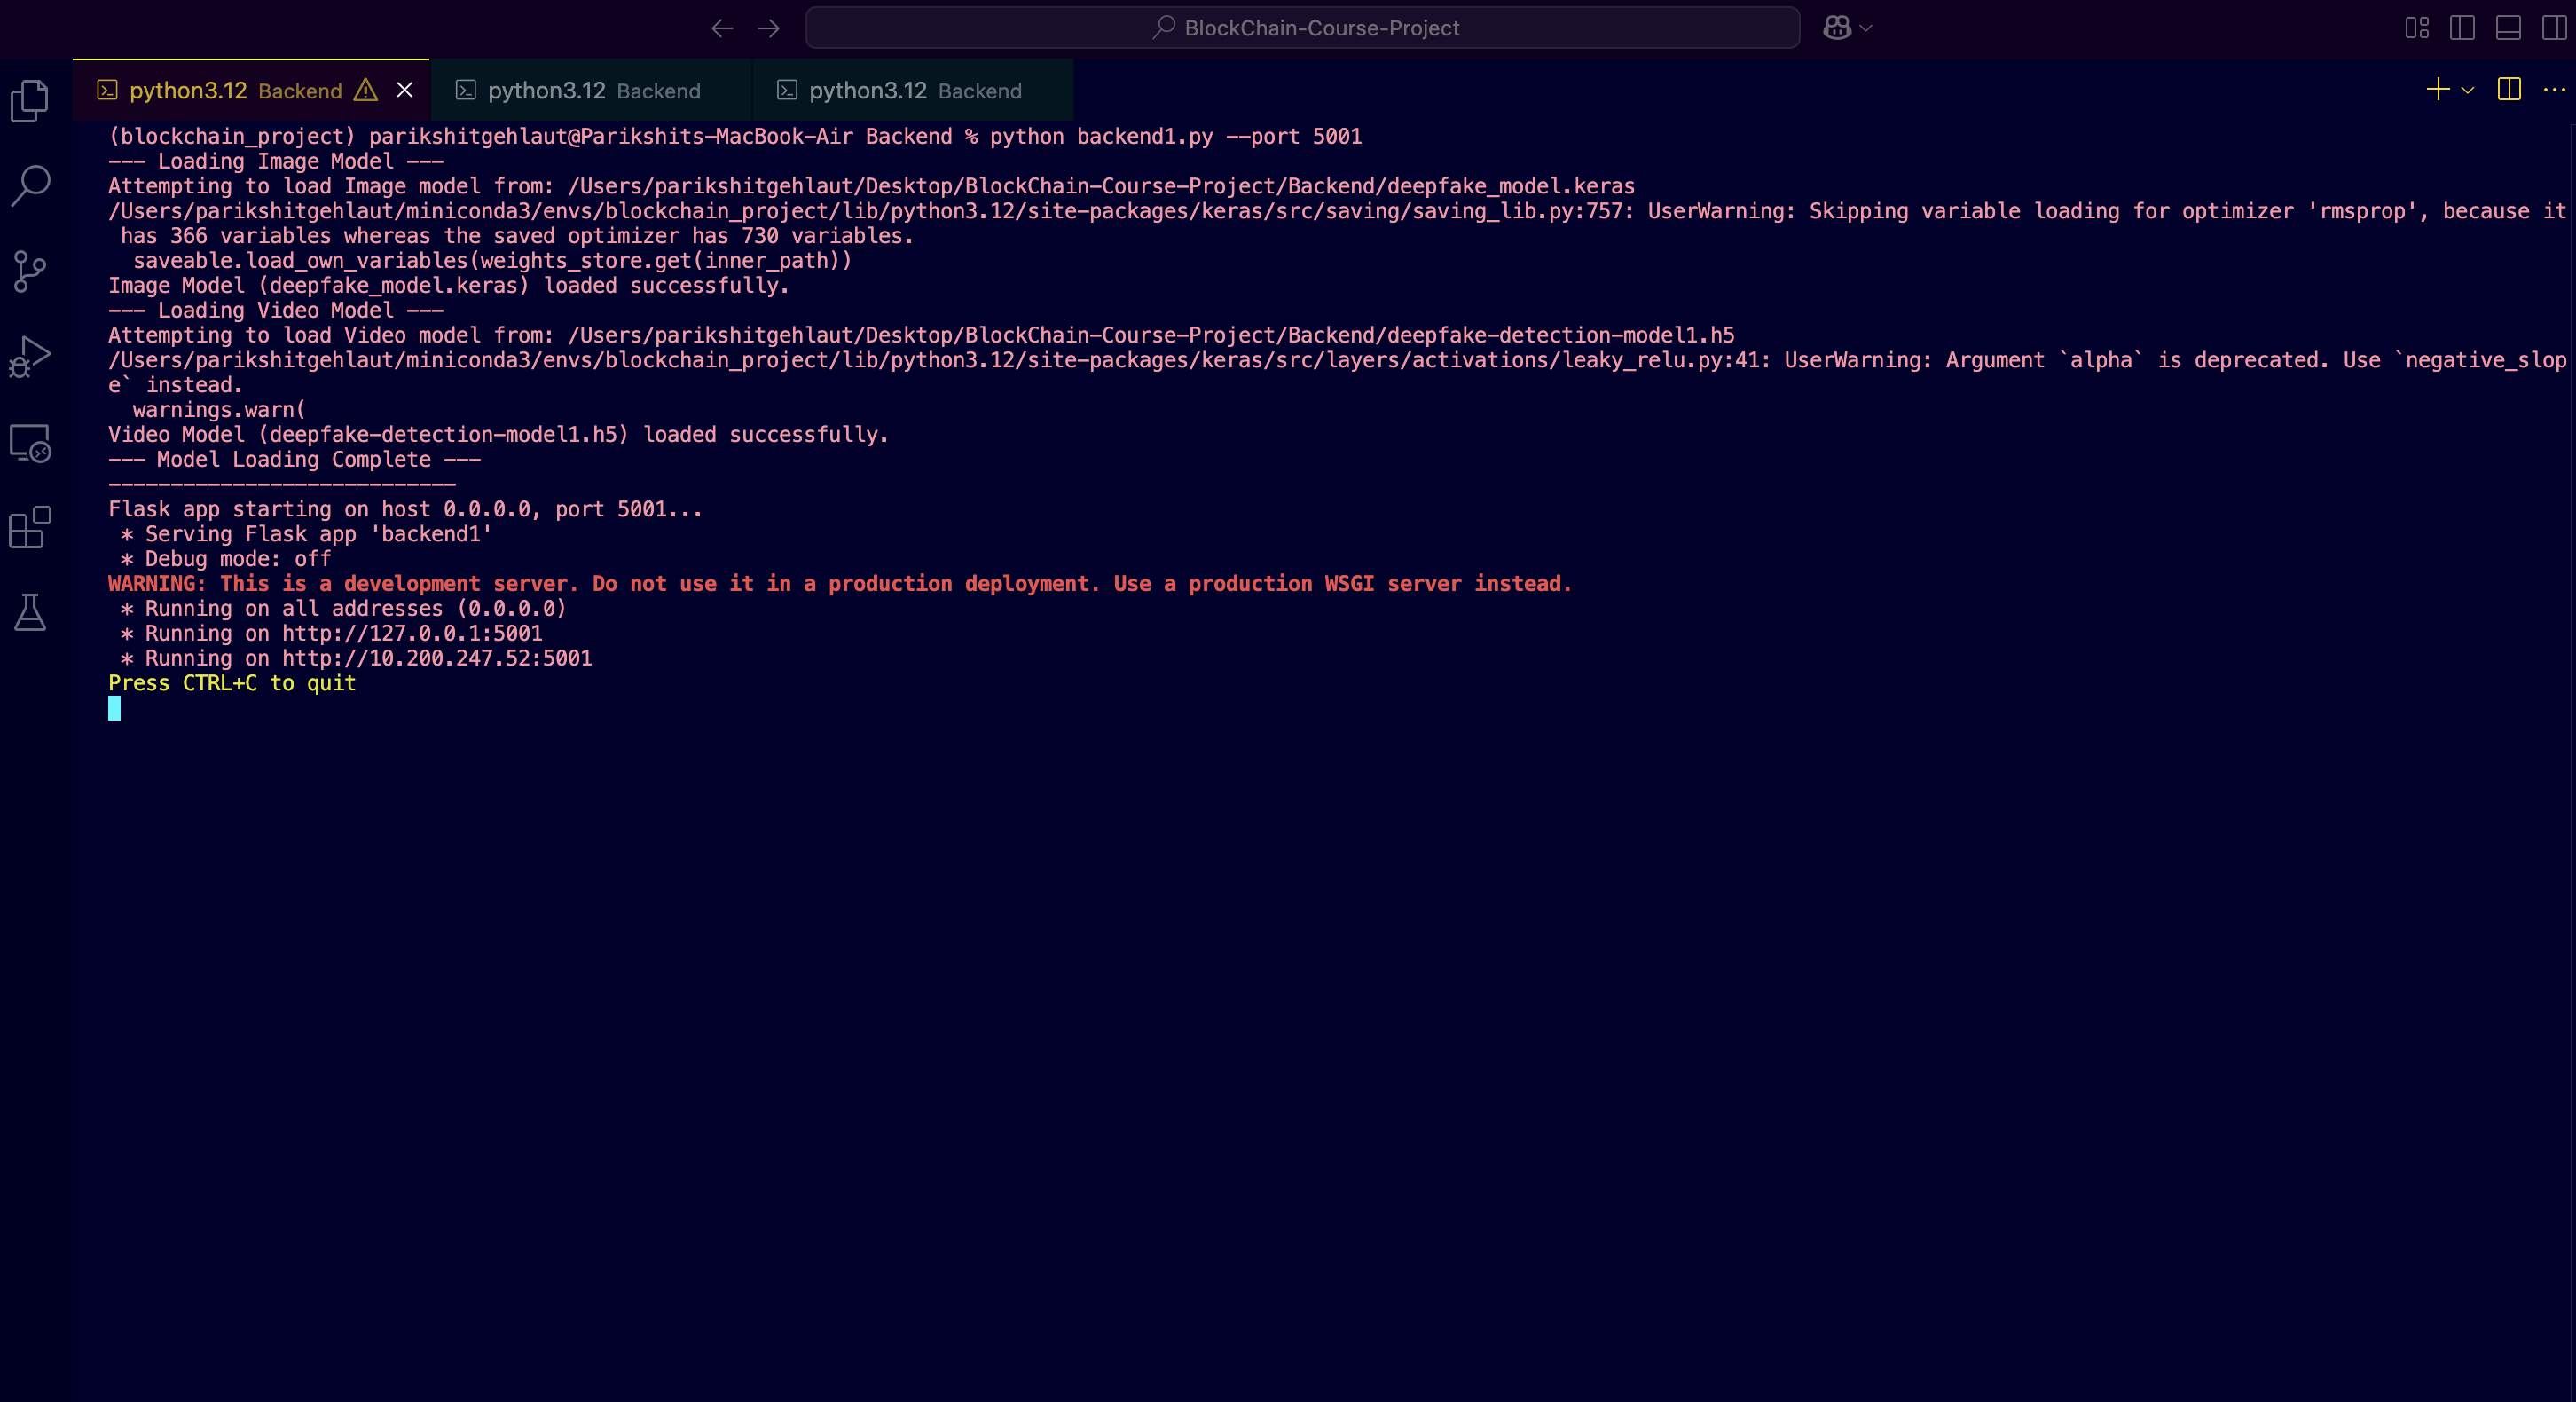 BlockChain-Course-Project
python3.12 Backend
python3.12 Backend
python3.12 Backend
(blockchain_project) parikshitgehlaut@Parikshits-MacBook-Air Backend % python backend1.py --port 5001
--- Loading Image Model ---
Attempting to load Image model from: /Users/parikshitgehlaut/Desktop/BlockChain-Course-Project/Backend/deepfake_model.keras
/Users/parikshitgehlaut/miniconda3/envs/blockchain_project/lib/python3.12/site-packages/keras/src/saving/saving_lib.py:757: UserWarning: Skipping variable loading for optimizer 'rmsprop', because it
has 366 variables whereas the saved optimizer has 730 variables.
saveable.load_own_variables(weights_store.get(inner_path))
Image Model (deepfake_model.keras) loaded successfully.
--- Loading Video Model ---
Attempting to load Video model from: /Users/parikshitgehlaut/Desktop/BlockChain-Course-Project/Backend/deepfake-detection-model1.h5
/Users/parikshitgehlaut/miniconda3/envs/blockchain_project/lib/python3.12/site-packages/keras/src/layers/activations/leaky_relu.py:41: UserWarning: Argument `alpha` is deprecated. Use `negative_slop
e` instead.
warnings.warn(
Video Model (deepfake-detection-model1.h5) loaded successfully.
--- Model Loading Complete ---
----------------------------
Flask app starting on host 0.0.0.0, port 5001...
* Serving Flask app 'backend1'
* Debug mode: off
WARNING: This is a development server. Do not use it in a production deployment. Use a production WSGI server instead.
* Running on all addresses (0.0.0.0)
* Running on http://127.0.0.1:5001
* Running on http://10.200.247.52:5001
Press CTRL+C to quit